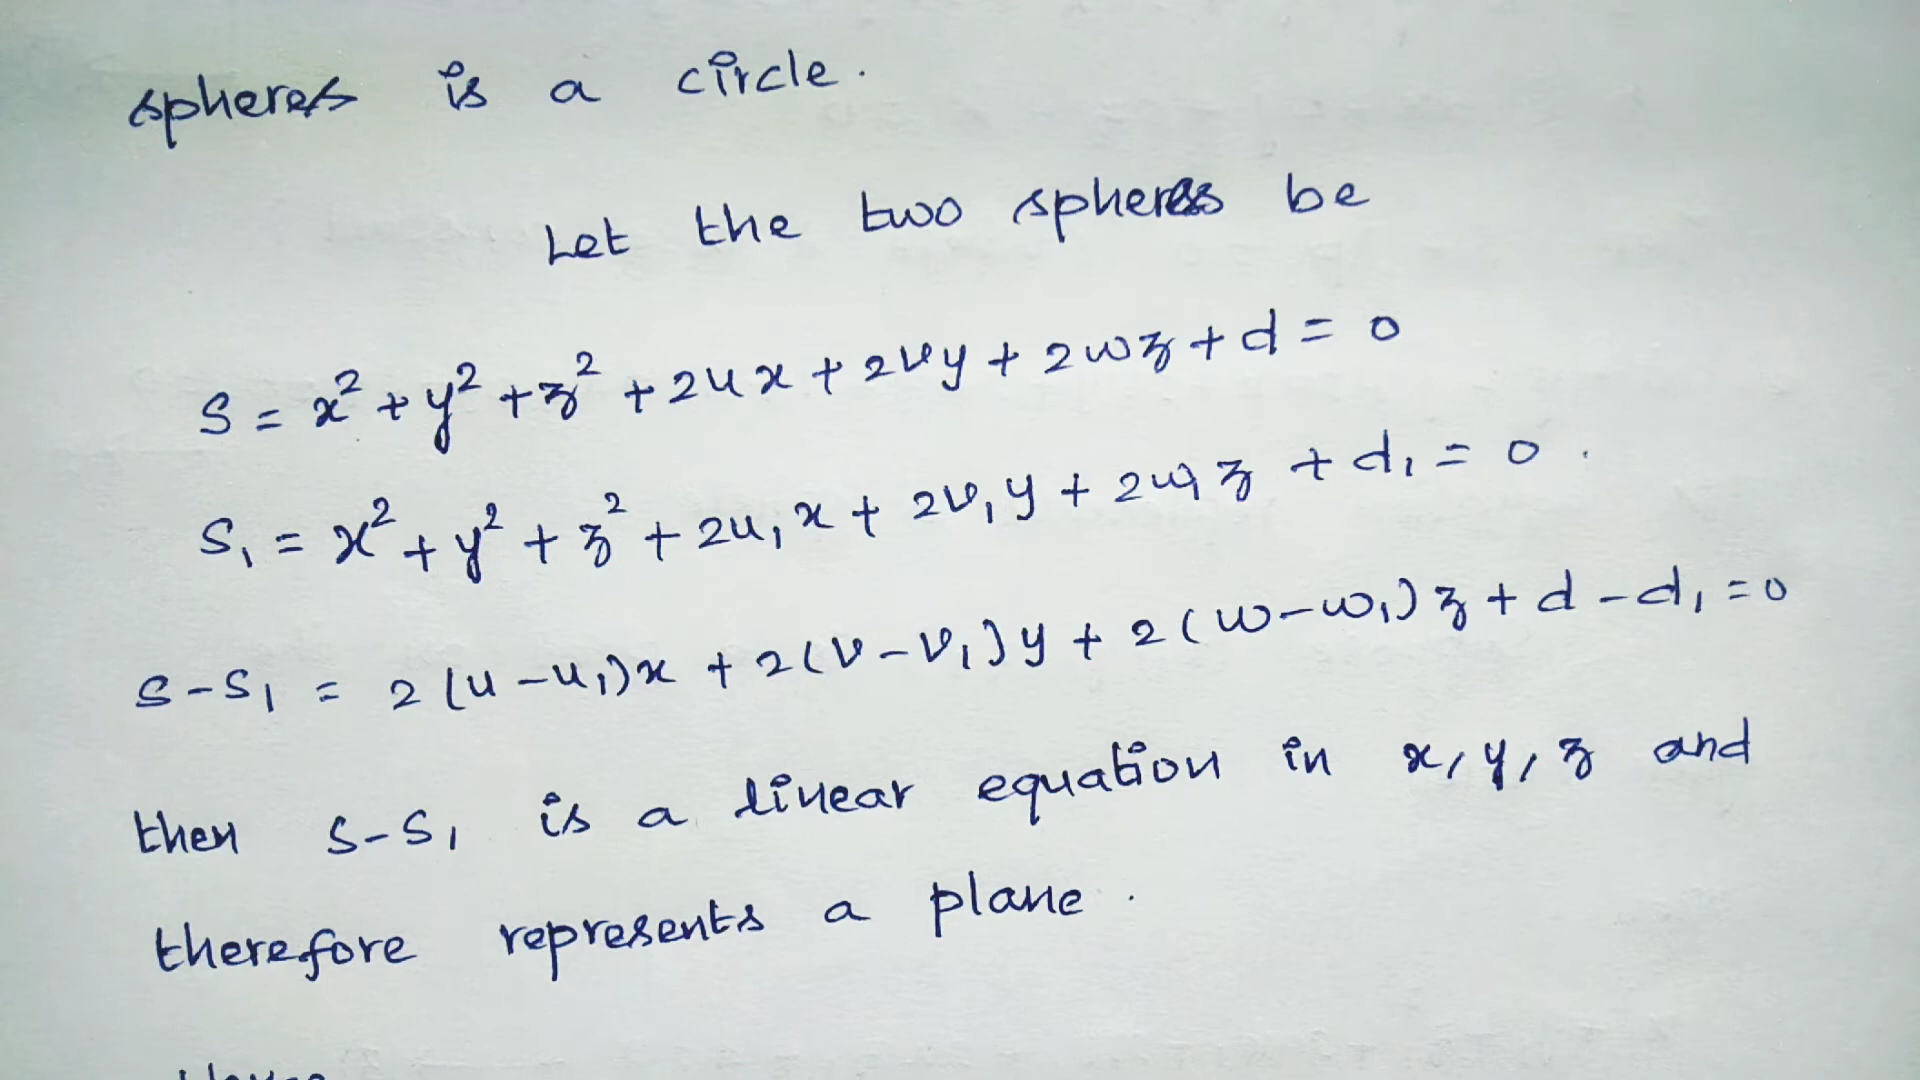 spheres is a circle.
Let the two spheres be
S = x² + y² + z² + 2ux + 2vy + 2wz + d = 0
S₁ = x² + y² + z² + 2u₁x + 2v₁y + 2w₁z + d₁ = 0.
S-S₁ = 2(u-u₁)x + 2(v-v₁)y + 2(w-w₁)z + d-d₁ = 0
then S-S₁ is a linear equation in x, y, z and
therefore represents a plane.